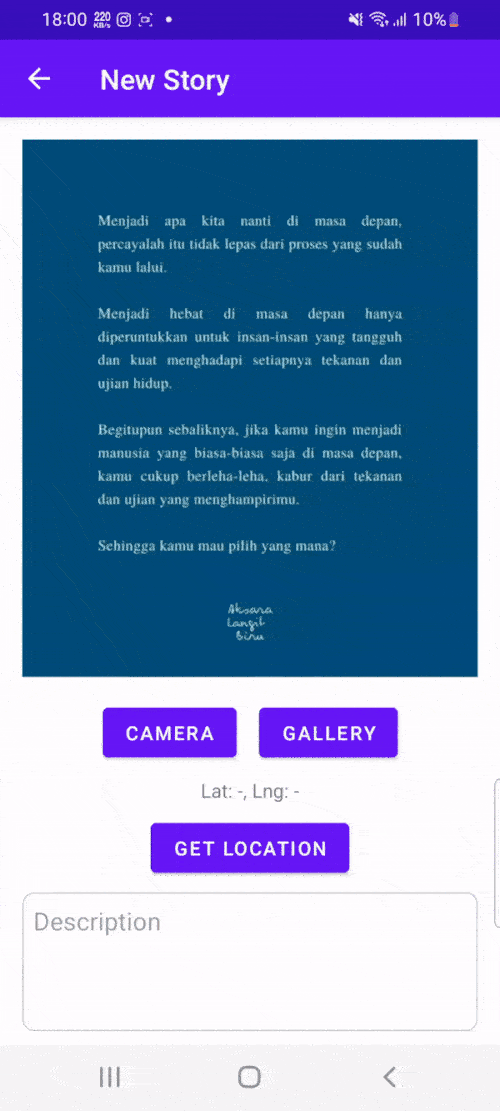 18:00 220 KB/s 10%
New Story
Menjadi apa kita nanti di masa depan,
percayalah itu tidak lepas dari proses yang sudah
kamu lalui.
Menjadi hebat di masa depan hanya
diperuntukkan untuk insan-insan yang tangguh
dan kuat menghadapi setiapnya tekanan dan
ujian hidup.
Begitupun sebaliknya, jika kamu ingin menjadi
manusia yang biasa-biasa saja di masa depan,
kamu cukup berleha-leha, kabur dari tekanan
dan ujian yang menghampirimu.
Sehingga kamu mau pilih yang mana?
Aksara
Langit
Biru
CAMERA GALLERY
Lat: -, Lng: -
GET LOCATION
Description